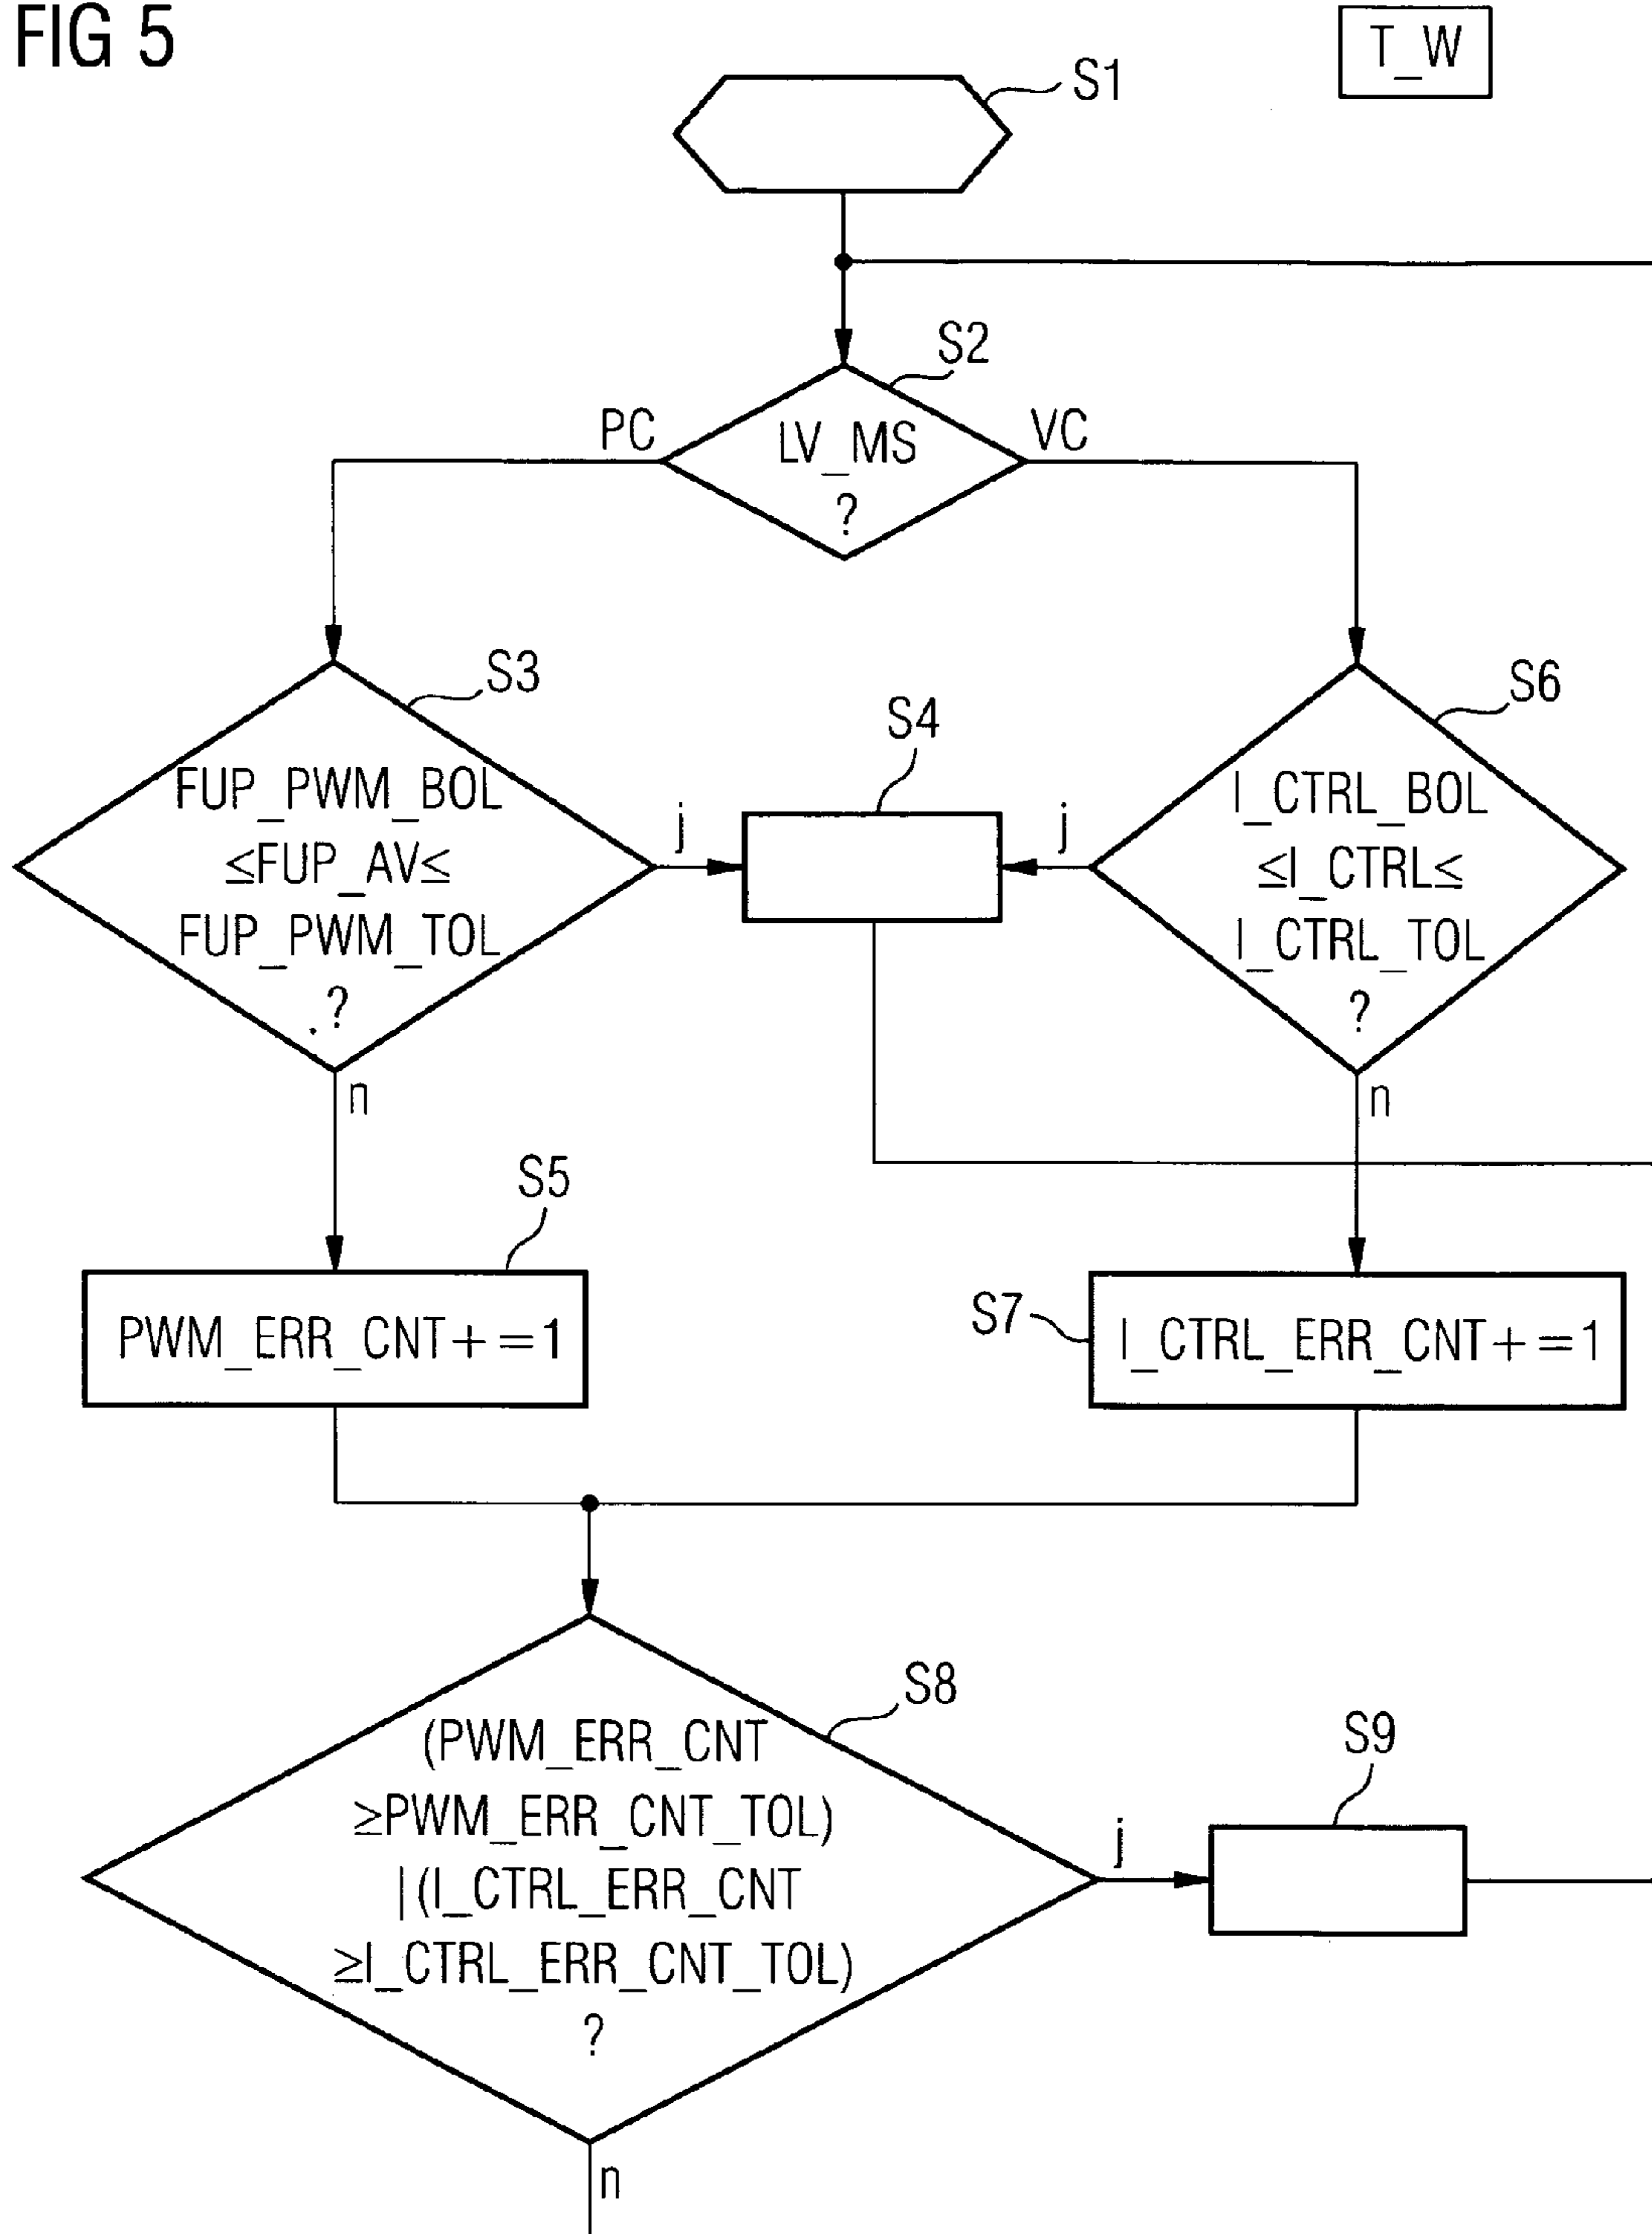 FIG 5
T_W
S1
S2
PC
LV_MS
?
VC
S3
FUP_PWM_BOL
≤FUP_AV≤
FUP_PWM_TOL
?
j
n
S4
S6
I_CTRL_BOL
≤I_CTRL≤
I_CTRL_TOL
?
j
n
S5
PWM_ERR_CNT+=1
S7
I_CTRL_ERR_CNT+=1
S8
(PWM_ERR_CNT
≥PWM_ERR_CNT_TOL)
|(I_CTRL_ERR_CNT
≥I_CTRL_ERR_CNT_TOL)
?
j
n
S9